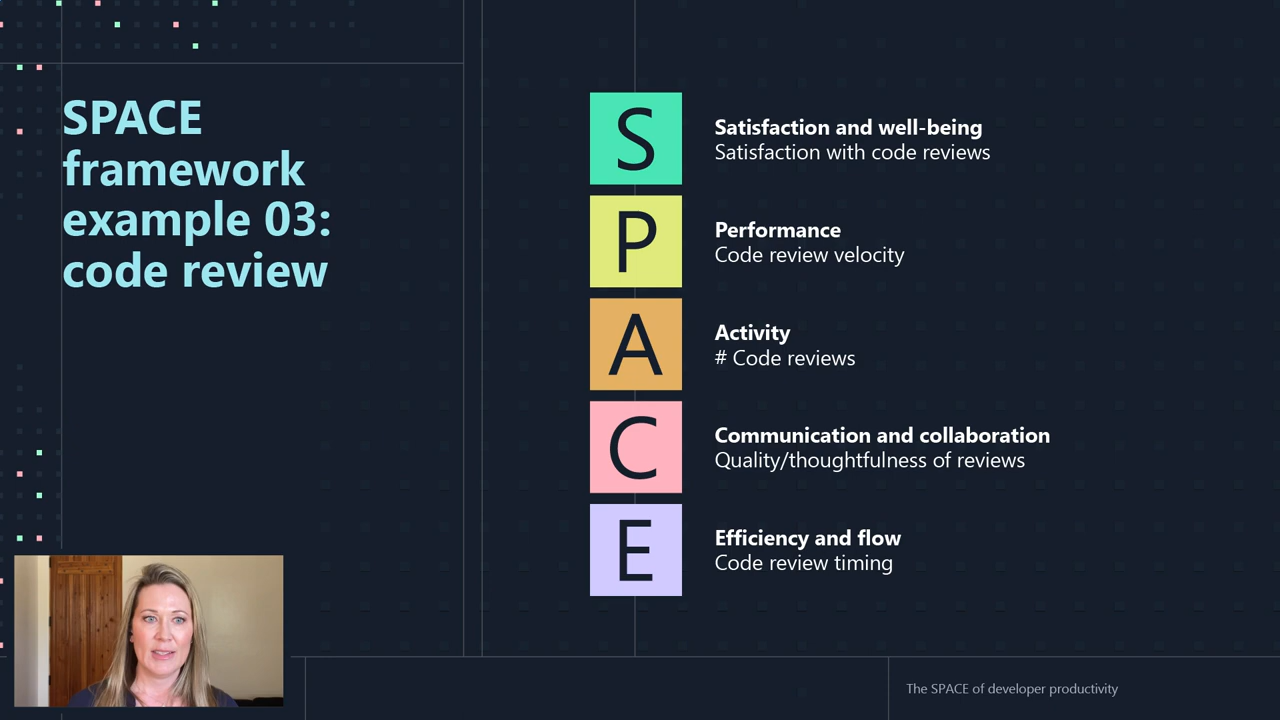 SPACE
framework
example 03:
code review
S
Satisfaction and well-being
Satisfaction with code reviews
P
Performance
Code review velocity
A
Activity
# Code reviews
C
Communication and collaboration
Quality/thoughtfulness of reviews
E
Efficiency and flow
Code review timing
The SPACE of developer productivity